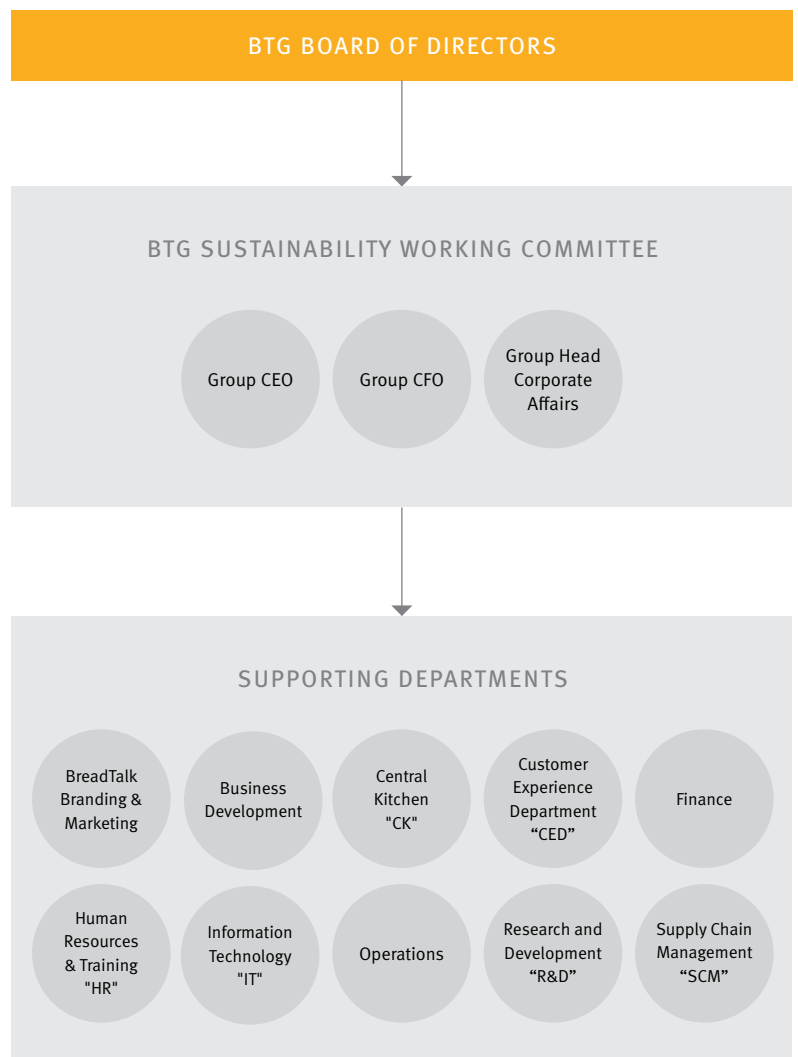 BTG BOARD OF DIRECTORS
BTG SUSTAINABILITY WORKING COMMITTEE
Group CEO
Group CFO
Group Head
Corporate
Affairs
SUPPORTING DEPARTMENTS
BreadTalk
Branding &
Marketing
Business
Development
Central
Kitchen
"CK"
Customer
Experience
Department
“CED”
Finance
Human
Resources
& Training
"HR"
Information
Technology
"IT"
Operations
Research and
Development
“R&D”
Supply Chain
Management
“SCM”